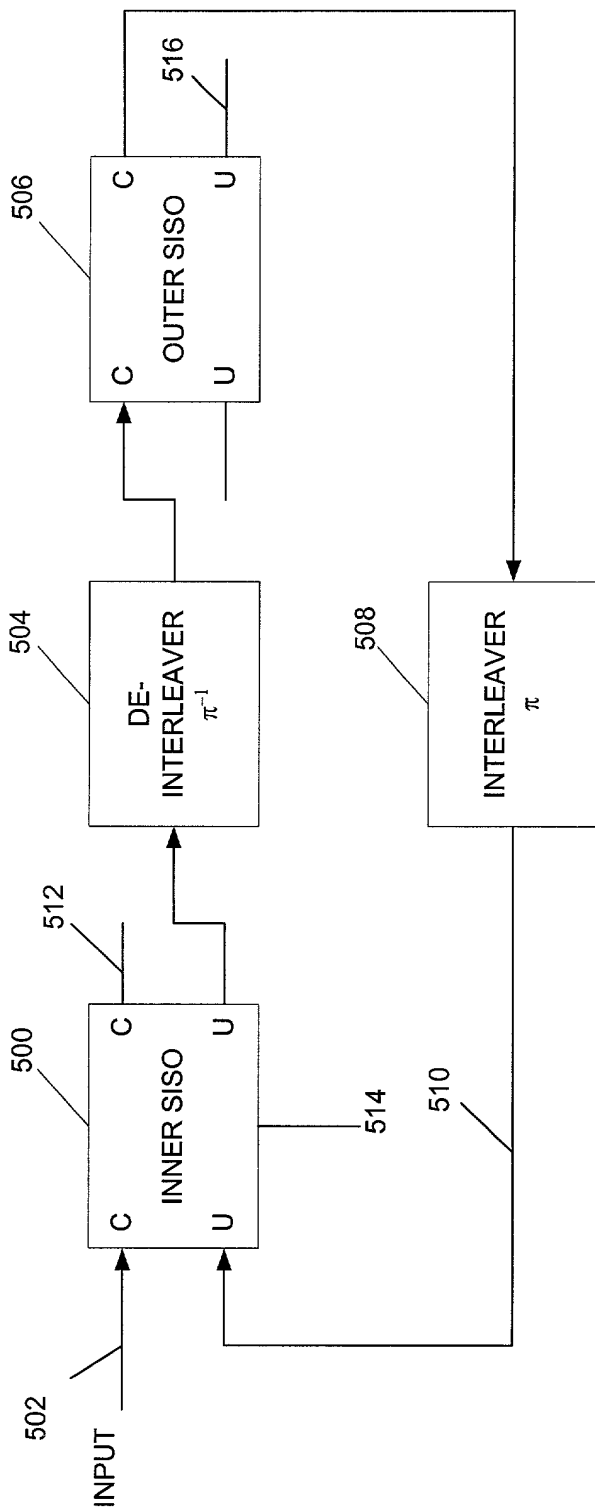 INPUT
502
500
C
C
INNER SISO
U
U
512
514
504
DE-
INTERLEAVER
π⁻¹
506
C
C
OUTER SISO
U
U
516
508
INTERLEAVER
π
510